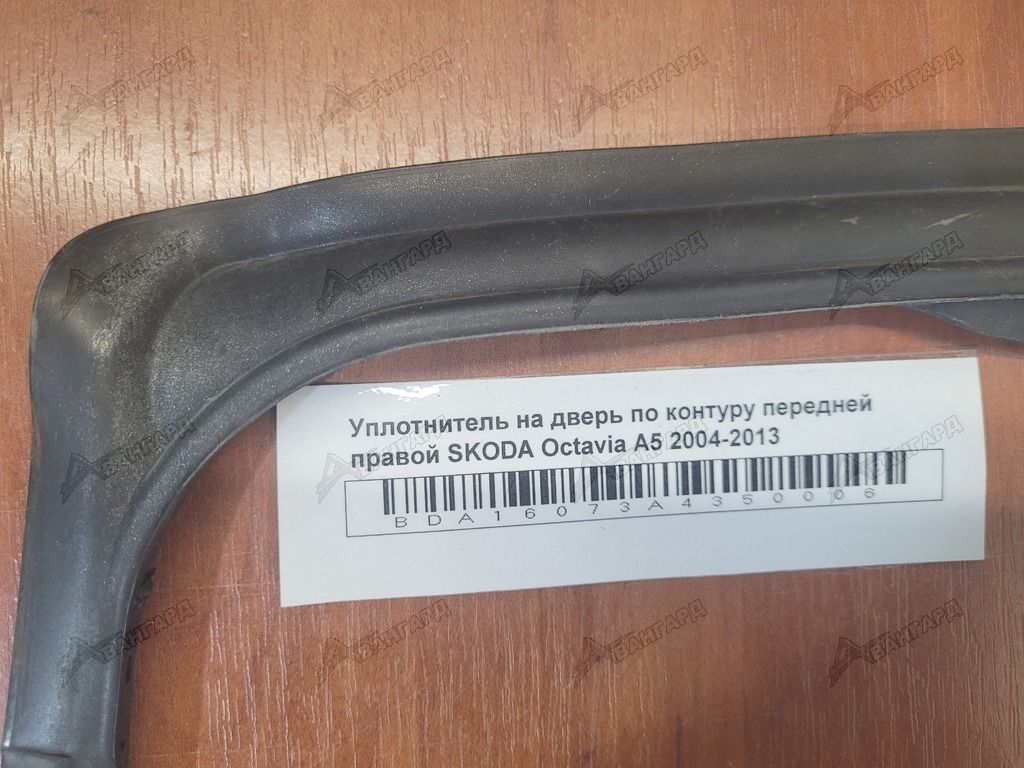 Уплотнитель на дверь по контуру передней
правой SKODA Octavia A5 2004-2013
BDA16073A4350006
АВАНГАРД